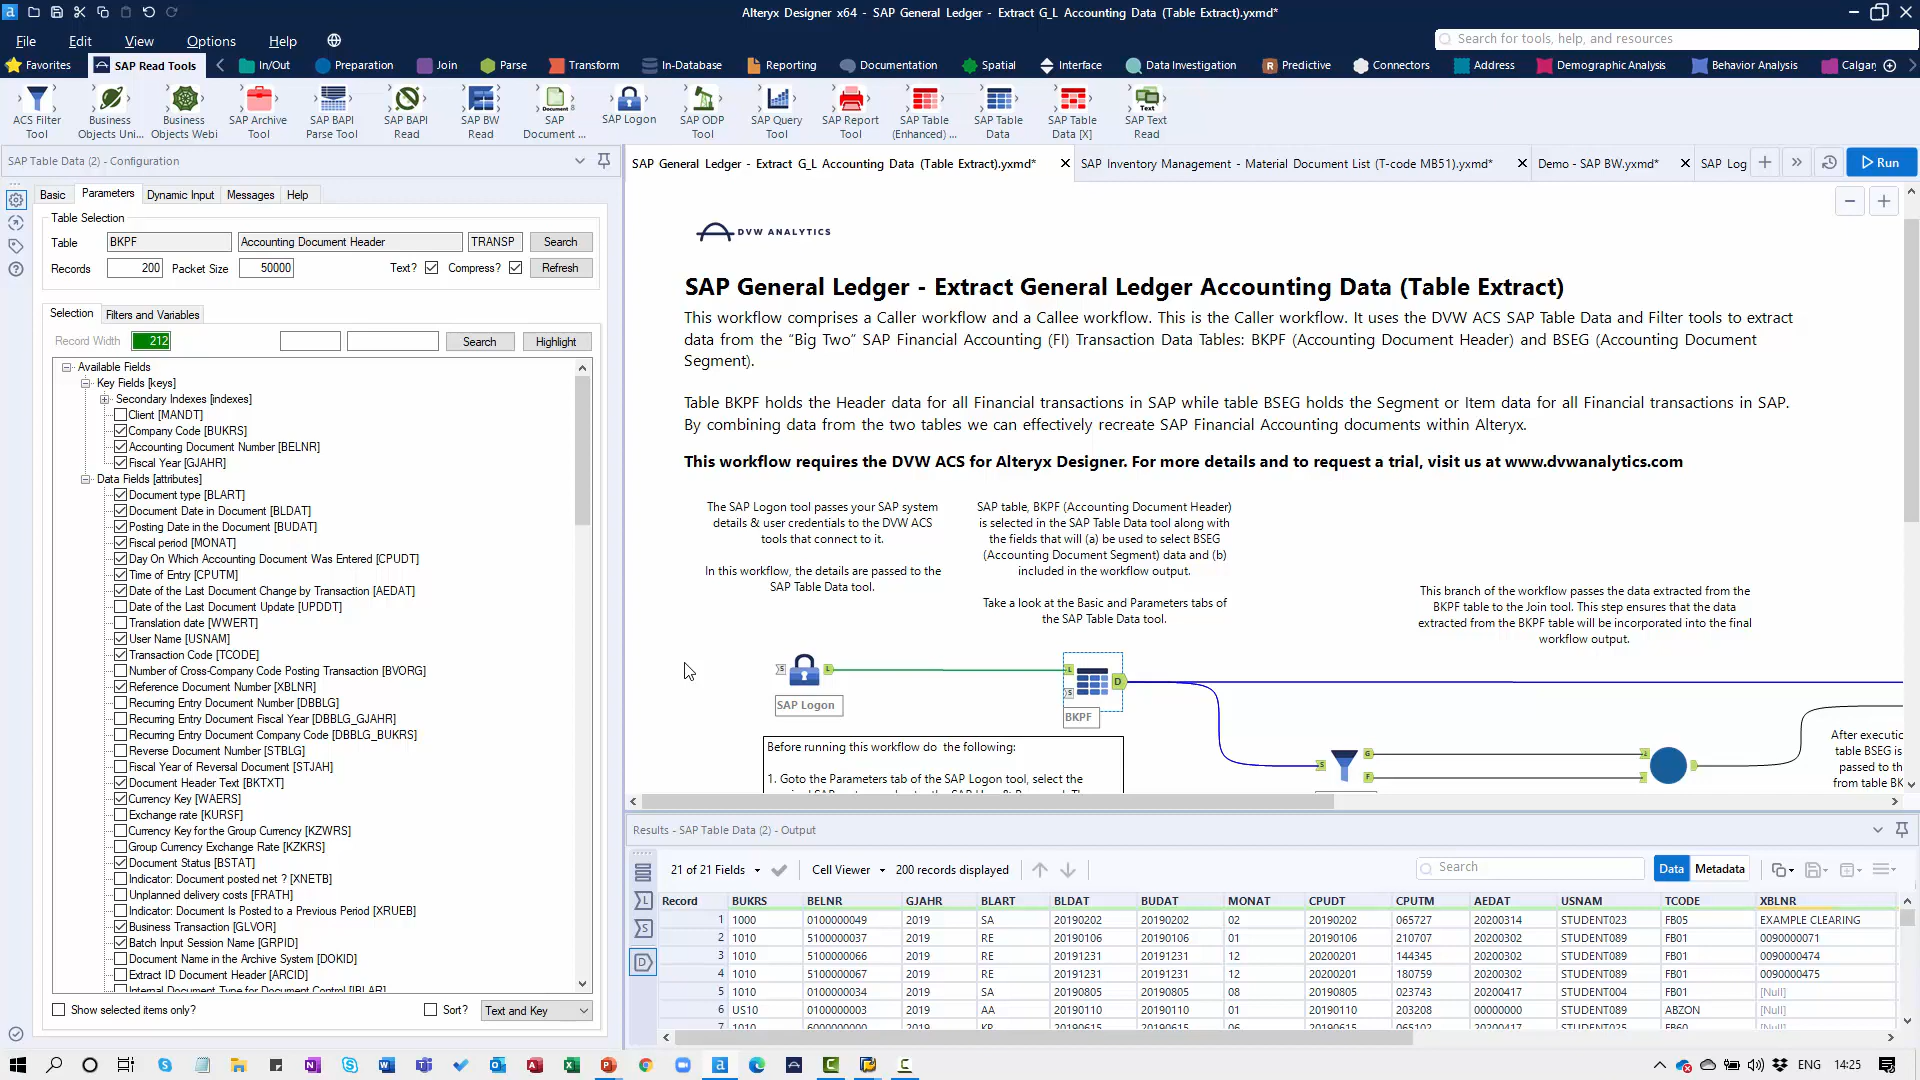 Alteryx Designer x64 - SAP General Ledger - Extract G_L Accounting Data (Table Extract).yxmd*
File Edit View Options Help
Search for tools, help, and resources
Favorites SAP Read Tools In/Out Preparation Join Parse Transform In-Database Reporting Documentation Spatial Interface Data Investigation Predictive Connectors Address Demographic Analysis Behavior Analysis Calgar
ACS Filter Tool
Business Objects Uni...
Business Objects Webi
SAP Archive Tool
SAP BAPI Parse Tool
SAP BAPI Read
SAP BW Read
SAP Document ...
SAP Logon
SAP ODP Tool
SAP Query Tool
SAP Report Tool
SAP Table (Enhanced) ...
SAP Table Data
SAP Table Data [X]
SAP Text Read
SAP Table Data (2) - Configuration
Basic Parameters Dynamic Input Messages Help
Table Selection
Table BKPF Accounting Document Header TRANSP Search
Records 200 Packet Size 50000 Text? Compress? Refresh
Selection Filters and Variables
Record Width 212 Search Highlight
Available Fields
Key Fields [keys]
Secondary Indexes [indexes]
Client [MANDT]
Company Code [BUKRS]
Accounting Document Number [BELNR]
Fiscal Year [GJAHR]
Data Fields [attributes]
Document type [BLART]
Document Date in Document [BLDAT]
Posting Date in the Document [BUDAT]
Fiscal period [MONAT]
Day On Which Accounting Document Was Entered [CPUDT]
Time of Entry [CPUTM]
Date of the Last Document Change by Transaction [AEDAT]
Date of the Last Document Update [UPDDT]
Translation date [WWERT]
User Name [USNAM]
Transaction Code [TCODE]
Number of Cross-Company Code Posting Transaction [BVORG]
Reference Document Number [XBLNR]
Recurring Entry Document Number [DBBLG]
Recurring Entry Document Fiscal Year [DBBLG_GJAHR]
Recurring Entry Document Company Code [DBBLG_BUKRS]
Reverse Document Number [STBLG]
Fiscal Year of Reversal Document [STJAH]
Document Header Text [BKTXT]
Currency Key [WAERS]
Exchange rate [KURSF]
Currency Key for the Group Currency [KZWRS]
Group Currency Exchange Rate [KZKRS]
Document Status [BSTAT]
Indicator: Document posted net ? [XNETB]
Unplanned delivery costs [FRATH]
Indicator: Document Is Posted to a Previous Period [XRUEB]
Business Transaction [GLVOR]
Batch Input Session Name [GRPID]
Document Name in the Archive System [DOKID]
Extract ID Document Header [ARCID]
Internal Document Type for Document Control [IBLAR]
Show selected items only? Sort? Text and Key
SAP General Ledger - Extract G_L Accounting Data (Table Extract).yxmd* SAP Inventory Management - Material Document List (T-code MB51).yxmd* Demo - SAP BW.yxmd* SAP Log Run
DVW ANALYTICS
SAP General Ledger - Extract General Ledger Accounting Data (Table Extract)
This workflow comprises a Caller workflow and a Callee workflow. This is the Caller workflow. It uses the DVW ACS SAP Table Data and Filter tools to extract
data from the “Big Two” SAP Financial Accounting (FI) Transaction Data Tables: BKPF (Accounting Document Header) and BSEG (Accounting Document
Segment).
Table BKPF holds the Header data for all Financial transactions in SAP while table BSEG holds the Segment or Item data for all Financial transactions in SAP.
By combining data from the two tables we can effectively recreate SAP Financial Accounting documents within Alteryx.
This workflow requires the DVW ACS for Alteryx Designer. For more details and to request a trial, visit us at www.dvwanalytics.com
The SAP Logon tool passes your SAP system
details & user credentials to the DVW ACS
tools that connect to it.
In this workflow, the details are passed to the
SAP Table Data tool.
SAP table, BKPF (Accounting Document Header)
is selected in the SAP Table Data tool along with
the fields that will (a) be used to select BSEG
(Accounting Document Segment) data and (b)
included in the workflow output.
Take a look at the Basic and Parameters tabs of
the SAP Table Data tool.
This branch of the workflow passes the data extracted from the
BKPF table to the Join tool. This step ensures that the data
extracted from the BKPF table will be incorporated into the final
workflow output.
S L L S D
SAP Logon
BKPF
S G F
Before running this workflow do the following:
1. Goto the Parameters tab of the SAP Logon tool, select the
After executic
table BSEG is
passed to th
from table BK
Results - SAP Table Data (2) - Output
21 of 21 Fields Cell Viewer 200 records displayed Search Data Metadata
Record BUKRS BELNR GJAHR BLART BLDAT BUDAT MONAT CPUDT CPUTM AEDAT USNAM TCODE XBLNR
1 1000 0100000049 2019 SA 20190202 20190202 02 20190202 065727 20200314 STUDENT023 FB05 EXAMPLE CLEARING
2 1010 5100000037 2019 RE 20190106 20190106 01 20190106 210707 20200302 STUDENT089 FB01 0090000071
3 1010 5100000066 2019 RE 20191231 20191231 12 20200201 144345 20200302 STUDENT089 FB01 0090000474
4 1010 5100000067 2019 RE 20191231 20191231 12 20200201 180759 20200302 STUDENT089 FB01 0090000475
5 1010 0100000034 2019 SA 20190805 20190805 08 20190805 023743 20200417 STUDENT004 FB01 [Null]
6 US10 0100000003 2019 AA 20190110 20190110 01 20190110 203208 00000000 STUDENT089 ABZON [Null]
7 1010 6000000000 2019 KR 20190615 20190615 06 20190615 065102 20200417 STUDENT025 FB60 [Null]
ENG 14:25